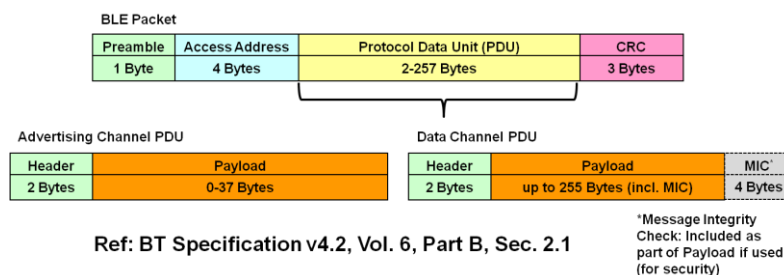 BLE Packet
Preamble Access Address Protocol Data Unit (PDU) CRC
1 Byte 4 Bytes 2-257 Bytes 3 Bytes
Advertising Channel PDU Data Channel PDU
Header Payload Header Payload MIC*
2 Bytes 0-37 Bytes 2 Bytes up to 255 Bytes (incl. MIC) 4 Bytes
Ref: BT Specification v4.2, Vol. 6, Part B, Sec. 2.1
*Message Integrity
Check: Included as
part of Payload if used
(for security)